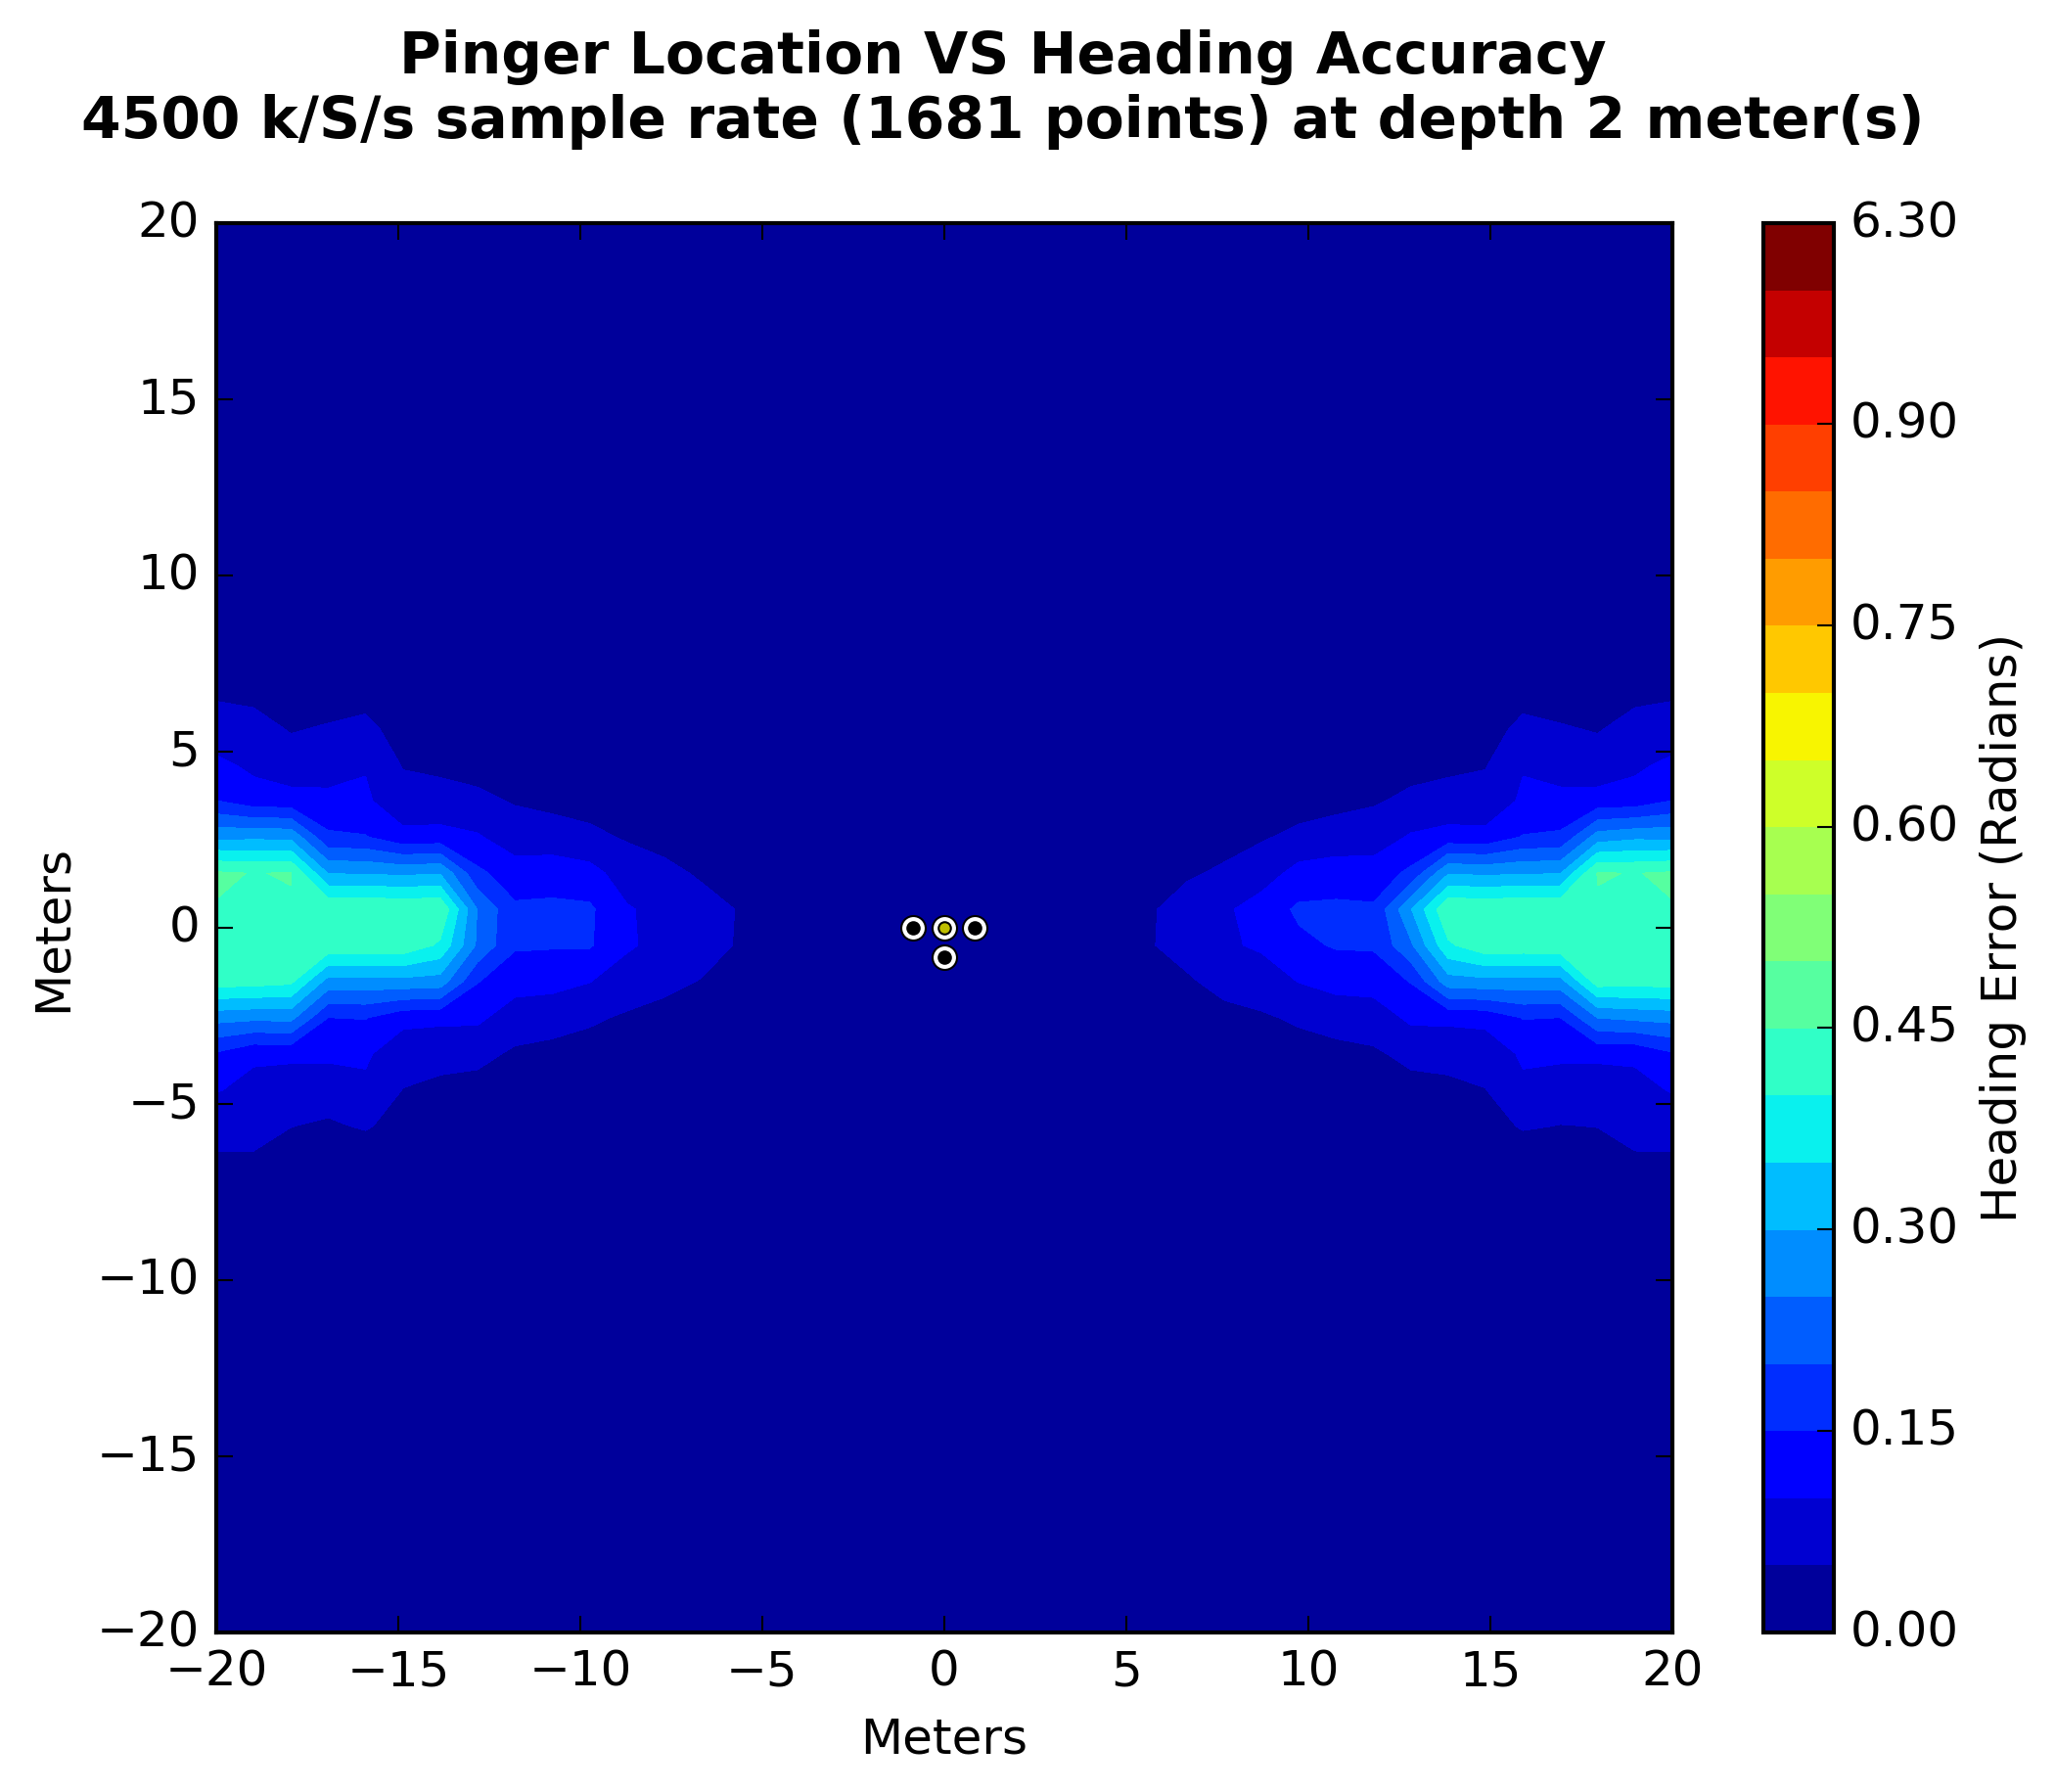 Pinger Location VS Heading Accuracy
4500 k/S/s sample rate (1681 points) at depth 2 meter(s)
20
15
10
5
0
−5
−10
−15
−20
Meters
−20 −15 −10 −5 0 5 10 15 20
Meters
6.30
0.90
0.75
0.60
0.45
0.30
0.15
0.00
Heading Error (Radians)